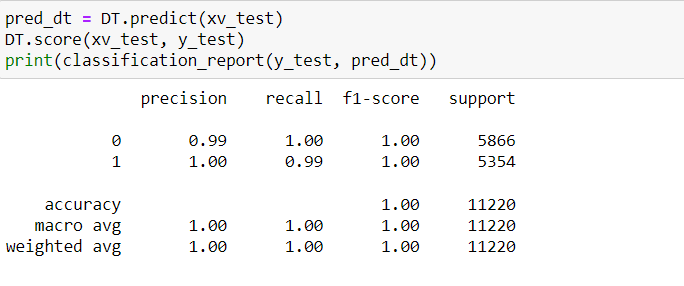 pred_dt = DT.predict(xv_test)
DT.score(xv_test, y_test)
print(classification_report(y_test, pred_dt))
precision recall f1-score support
0 0.99 1.00 1.00 5866
1 1.00 0.99 1.00 5354
accuracy 1.00 11220
macro avg 1.00 1.00 1.00 11220
weighted avg 1.00 1.00 1.00 11220